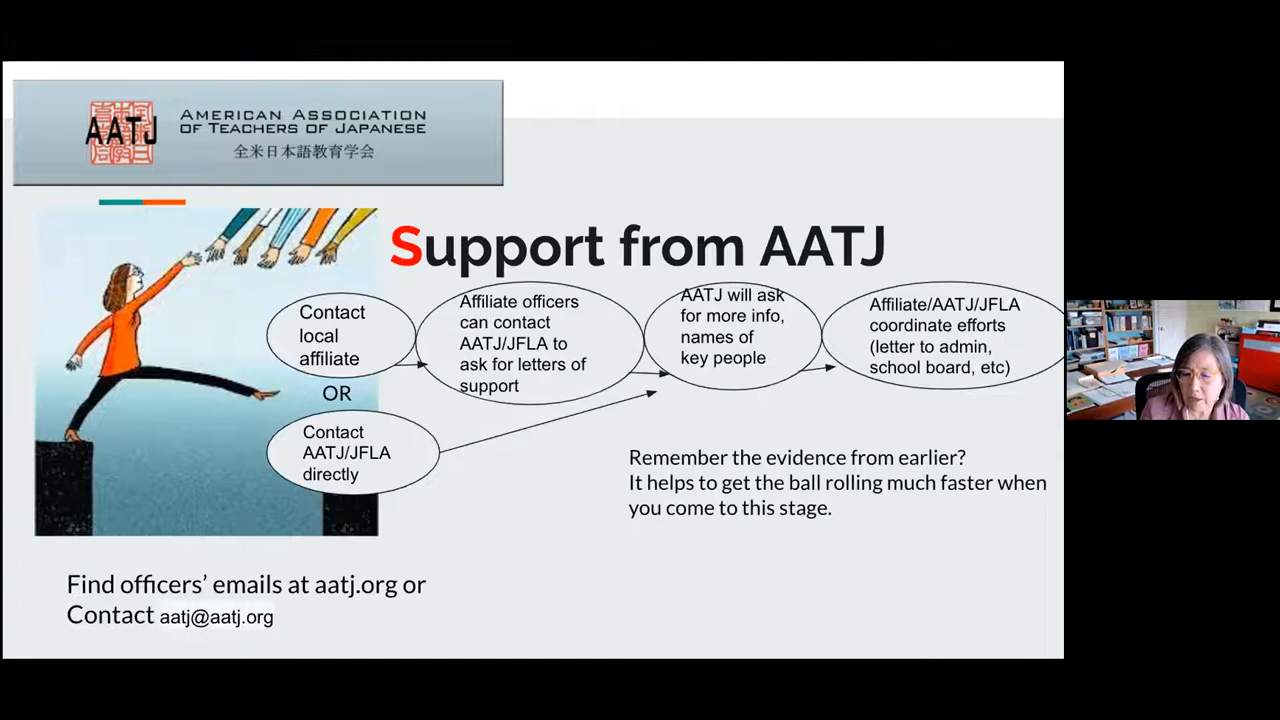 AATJ
AMERICAN ASSOCIATION
OF TEACHERS OF JAPANESE
全米日本語教育学会
Support from AATJ
Contact
local
affiliate
OR
Contact
AATJ/JFLA
directly
Affiliate officers
can contact
AATJ/JFLA to
ask for letters of
support
AATJ will ask
for more info,
names of
key people
Affiliate/AATJ/JFLA
coordinate efforts
(letter to admin,
school board, etc)
Remember the evidence from earlier?
It helps to get the ball rolling much faster when
you come to this stage.
Find officers’ emails at aatj.org or
Contact aatj@aatj.org